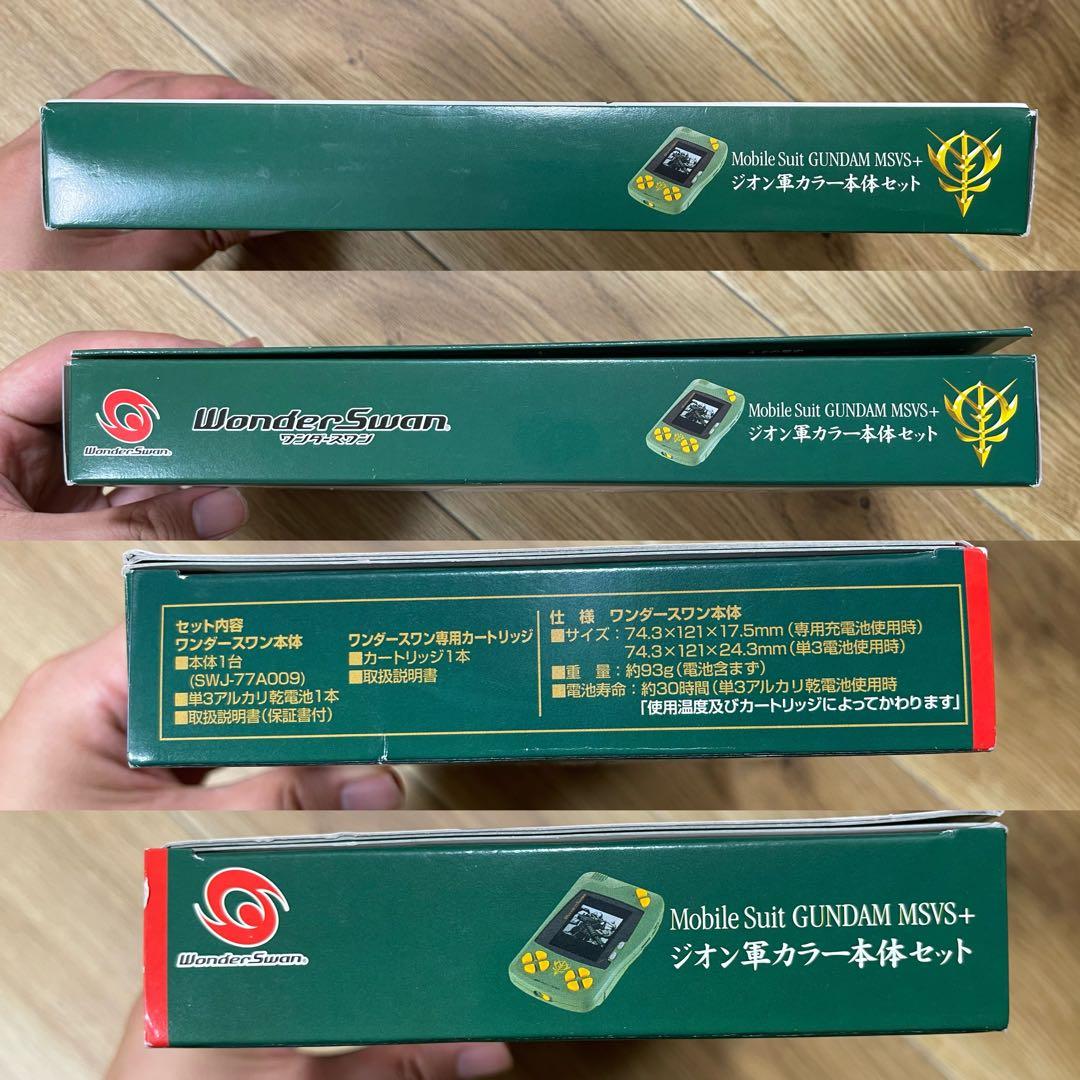 Mobile Suit GUNDAM MSVS+
ジオン軍カラー本体セット
WonderSwan
WonderSwan
ワンダースワン
Mobile Suit GUNDAM MSVS+
ジオン軍カラー本体セット
セット内容
ワンダースワン本体
■本体1台
(SWJ-77A009)
■単3アルカリ乾電池1本
■取扱説明書(保証書付)
ワンダースワン専用カートリッジ
■カートリッジ1本
■取扱説明書
仕 様 ワンダースワン本体
■サイズ:74.3×121×17.5mm(専用充電池使用時)
74.3×121×24.3mm(単3電池使用時)
■重 量:約93g(電池含まず)
■電池寿命:約30時間(単3アルカリ乾電池使用時
「使用温度及びカートリッジによってかわります」
WonderSwan
Mobile Suit GUNDAM MSVS+
ジオン軍カラー本体セット